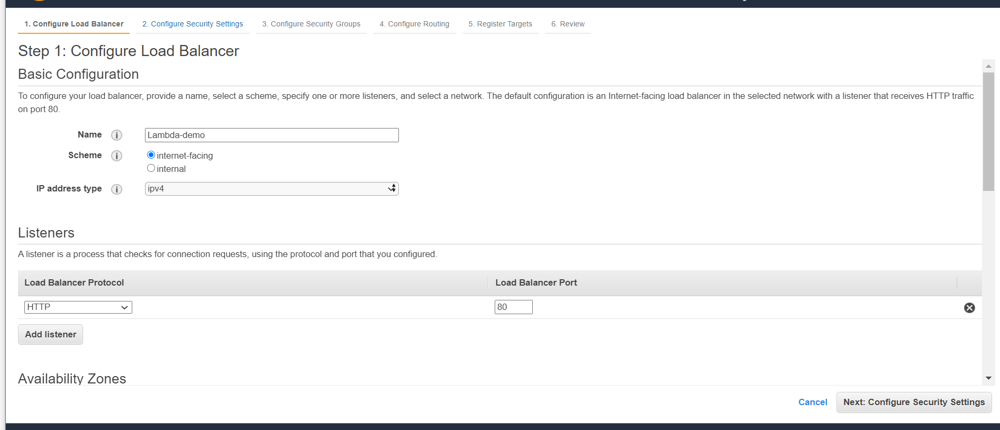 1. Configure Load Balancer 2. Configure Security Settings 3. Configure Security Groups 4. Configure Routing 5. Register Targets 6. Review
Step 1: Configure Load Balancer
Basic Configuration
To configure your load balancer, provide a name, select a scheme, specify one or more listeners, and select a network. The default configuration is an Internet-facing load balancer in the selected network with a listener that receives HTTP traffic
on port 80.
Name i Lambda-demo
Scheme i internet-facing
internal
IP address type i ipv4
Listeners
A listener is a process that checks for connection requests, using the protocol and port that you configured.
Load Balancer Protocol Load Balancer Port
HTTP 80
Add listener
Availability Zones
Cancel Next: Configure Security Settings